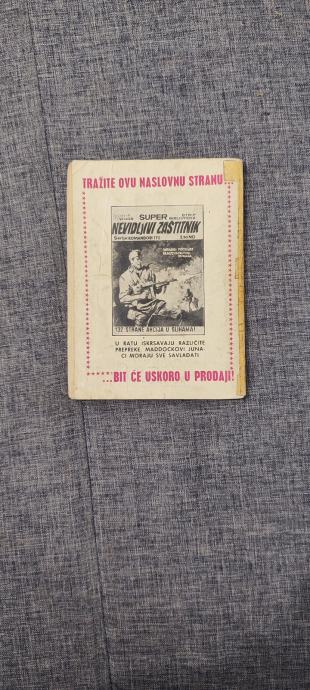 TRAŽITE OVU NASLOVNU STRANU...
SUPER
NEVIDLJIVI ZAŠTITNIK
132 STRANE AKCIJA U SLIKAMA!
U RATU ISKRSAVAJU RAZLIČITE
PREPREKE, MADDOCKOVI JUNA-
CI MORAJU SVE SAVLADATI
...BIT ĆE USKORO U PRODAJI!